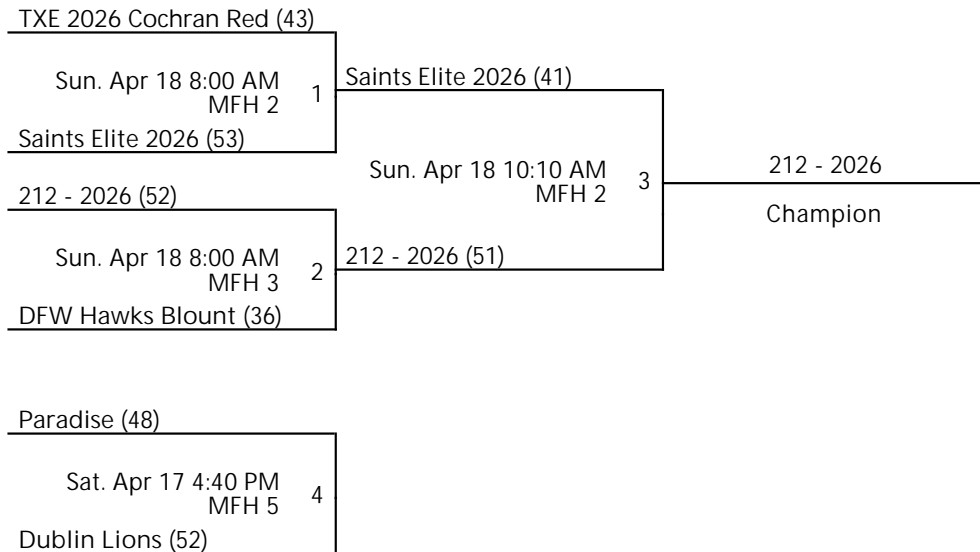 TXE 2026 Cochran Red (43)
Sun. Apr 18 8:00 AM
MFH 2
1
Saints Elite 2026 (53)
Saints Elite 2026 (41)
212 - 2026 (52)
Sun. Apr 18 8:00 AM
MFH 3
2
DFW Hawks Blount (36)
212 - 2026 (51)
Sun. Apr 18 10:10 AM
MFH 2
3
212 - 2026
Champion
Paradise (48)
Sat. Apr 17 4:40 PM
MFH 5
4
Dublin Lions (52)